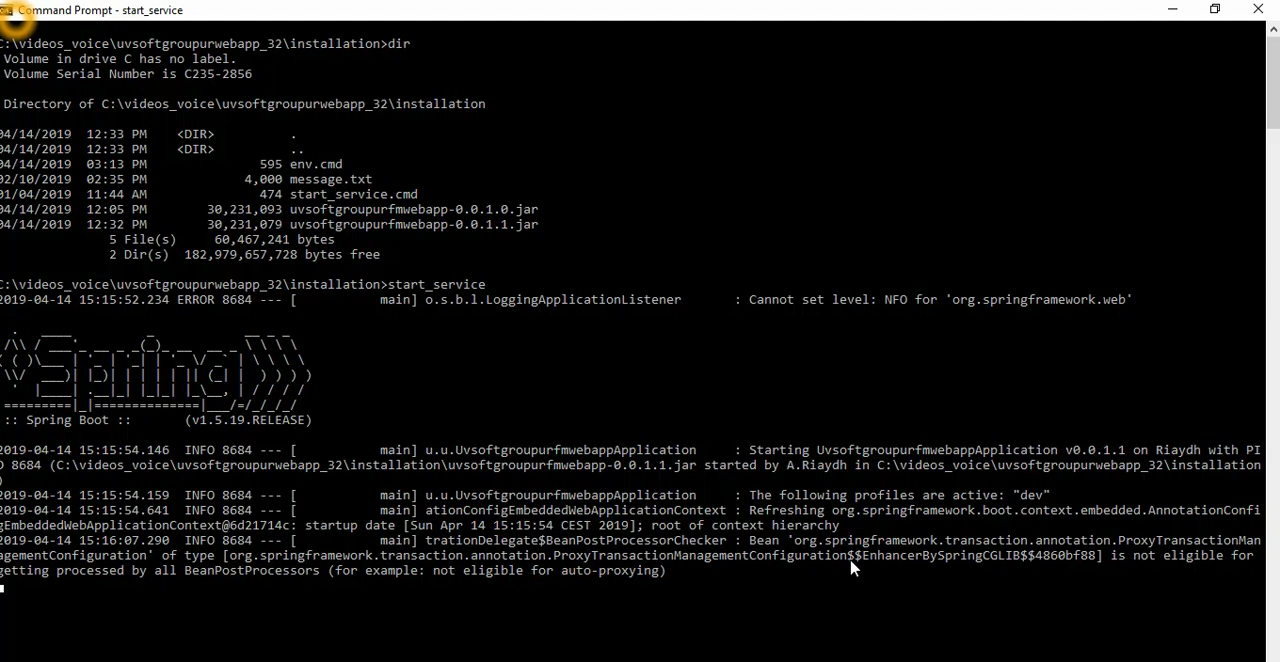 Command Prompt - start_service
C:\videos_voice\uvsoftgroupurwebapp_32\installation>dir
Volume in drive C has no label.
Volume Serial Number is C235-2856
Directory of C:\videos_voice\uvsoftgroupurwebapp_32\installation
04/14/2019 12:33 PM <DIR> .
04/14/2019 12:33 PM <DIR> ..
04/14/2019 03:13 PM 595 env.cmd
02/10/2019 02:35 PM 4,000 message.txt
01/04/2019 11:44 AM 474 start_service.cmd
04/14/2019 12:05 PM 30,231,093 uvsoftgroupurfmwebapp-0.0.1.0.jar
04/14/2019 12:32 PM 30,231,079 uvsoftgroupurfmwebapp-0.0.1.1.jar
5 File(s) 60,467,241 bytes
2 Dir(s) 182,979,657,728 bytes free
C:\videos_voice\uvsoftgroupurwebapp_32\installation>start_service
2019-04-14 15:15:52.234 ERROR 8684 --- [ main] o.s.b.l.LoggingApplicationListener : Cannot set level: NFO for 'org.springframework.web'
Spring
:: Spring Boot :: (v1.5.19.RELEASE)
2019-04-14 15:15:54.146 INFO 8684 --- [ main] u.u.UvsoftgroupurfmwebappApplication : Starting UvsoftgroupurfmwebappApplication v0.0.1.1 on Riaydh with PI
D 8684 (C:\videos_voice\uvsoftgroupurwebapp_32\installation\uvsoftgroupurfmwebapp-0.0.1.1.jar started by A.Riaydh in C:\videos_voice\uvsoftgroupurwebapp_32\installation
)
2019-04-14 15:15:54.159 INFO 8684 --- [ main] u.u.UvsoftgroupurfmwebappApplication : The following profiles are active: "dev"
2019-04-14 15:15:54.641 INFO 8684 --- [ main] ationConfigEmbeddedWebApplicationContext : Refreshing org.springframework.boot.context.embedded.AnnotationConfi
gEmbeddedWebApplicationContext@6d21714c: startup date [Sun Apr 14 15:15:54 CEST 2019]; root of context hierarchy
2019-04-14 15:16:07.290 INFO 8684 --- [ main] trationDelegate$BeanPostProcessorChecker : Bean 'org.springframework.transaction.annotation.ProxyTransactionMan
agementConfiguration' of type [org.springframework.transaction.annotation.ProxyTransactionManagementConfiguration$$EnhancerBySpringCGLIB$$4860bf88] is not eligible for
getting processed by all BeanPostProcessors (for example: not eligible for auto-proxying)